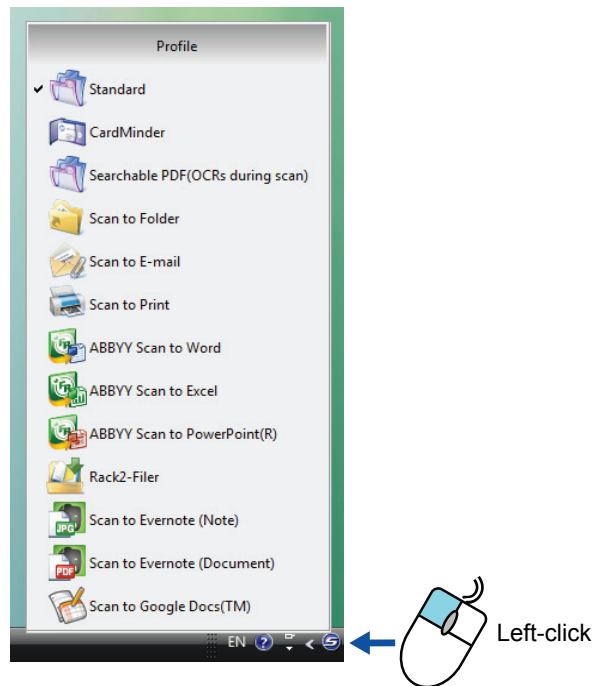 Profile
Standard
CardMinder
Searchable PDF(OCRs during scan)
Scan to Folder
Scan to E-mail
Scan to Print
ABBYY Scan to Word
ABBYY Scan to Excel
ABBYY Scan to PowerPoint(R)
Rack2-Filer
JPG
Scan to Evernote (Note)
PDF
Scan to Evernote (Document)
Scan to Google Docs(TM)
EN ? <
Left-click